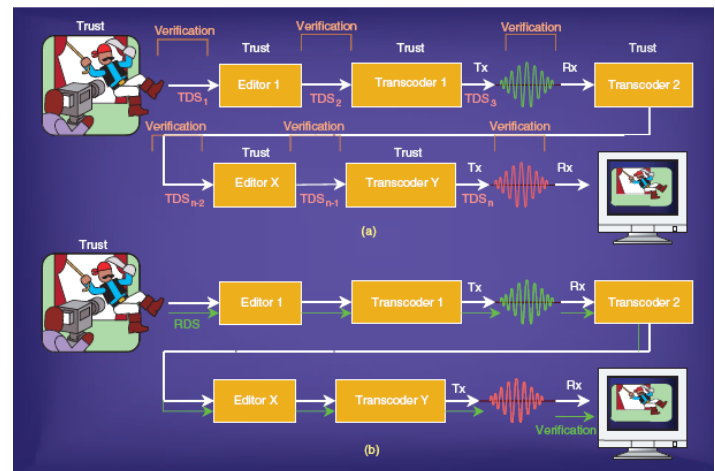 Trust
Verification Verification Verification
Trust Trust Tx Rx Trust
Editor 1 Transcoder 1 Transcoder 2
TDS1 TDS2 TDS3
Verification Verification Verification
Trust Trust Tx Rx
Editor X Transcoder Y
TDSn-2 TDSn-1 TDSn
(a)
Trust
Tx Rx
Editor 1 Transcoder 1 Transcoder 2
RDS
Tx Rx
Editor X Transcoder Y
Verification
(b)